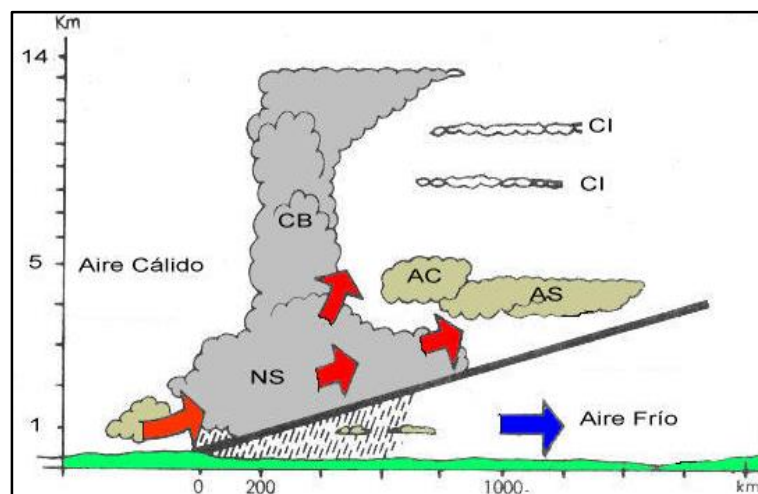 Km
14
CI
CI
CB
5
Aire Cálido
AC
AS
NS
1
Aire Frío
0
200
1000-
km